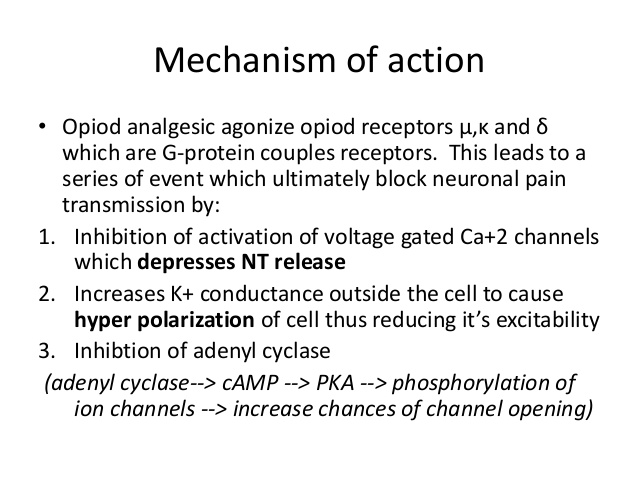 Mechanism of action
• Opiod analgesic agonize opiod receptors μ,κ and δ
which are G-protein couples receptors.  This leads to a
series of event which ultimately block neuronal pain
transmission by:
1. Inhibition of activation of voltage gated Ca+2 channels
which depresses NT release
2. Increases K+ conductance outside the cell to cause
hyper polarization of cell thus reducing it’s excitability
3. Inhibtion of adenyl cyclase
(adenyl cyclase--> cAMP --> PKA --> phosphorylation of
ion channels --> increase chances of channel opening)